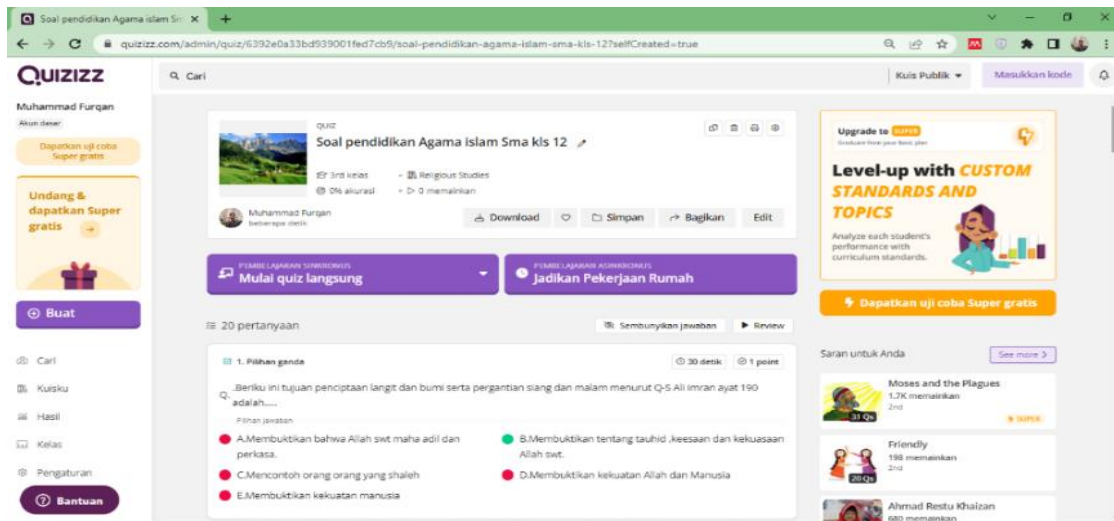 Soal pendidikan Agama islam Sm
quizizz.com/admin/quiz/6392e0a33bd939001fed7cb9/soal-pendidikan-agama-islam-sma-kls-12?selfCreated=true
QUIZIZZ
Cari
Kuis Publik
Masukkan kode
Muhammad Furqan
Akun dasar
Dapatkan uji coba
Super gratis
Undang &
dapatkan Super
gratis
Buat
Cari
Kuisku
Hasil
Kelas
Pengaturan
Bantuan
QUIZ
Soal pendidikan Agama islam Sma kls 12
3rd kelas
Religious Studies
0% akurasi
0 memainkan
Muhammad Furqan
beberapa detik
Download
Simpan
Bagikan
Edit
PEMBELAJARAN SINKRONUS
Mulai quiz langsung
PEMBELAJARAN ASINKRONUS
Jadikan Pekerjaan Rumah
20 pertanyaan
Sembunyikan jawaban
Review
1. Pilihan ganda
30 detik
1 point
Q. .Beriku ini tujuan penciptaan langit dan bumi serta pergantian siang dan malam menurut Q-S Ali imran ayat 190
adalah.....
Pilihan jawaban
A.Membuktikan bahwa Allah swt maha adil dan
perkasa.
B.Membuktikan tentang tauhid ,keesaan dan kekuasaan
Allah swt.
C.Mencontoh orang orang yang shaleh
D.Membuktikan kekuatan Allah dan Manusia
E.Membuktikan kekuatan manusia
Upgrade to SUPER
Graduate from your basic plan
Level-up with CUSTOM
STANDARDS AND
TOPICS
Analyze each student's
performance with
curriculum standards.
Dapatkan uji coba Super gratis
Saran untuk Anda
See more
Moses and the Plagues
1.7K memainkan
2nd
31 Qs
SUPER
Friendly
198 memainkan
2nd
20 Qs
Ahmad Restu Khaizan
680 memainkan